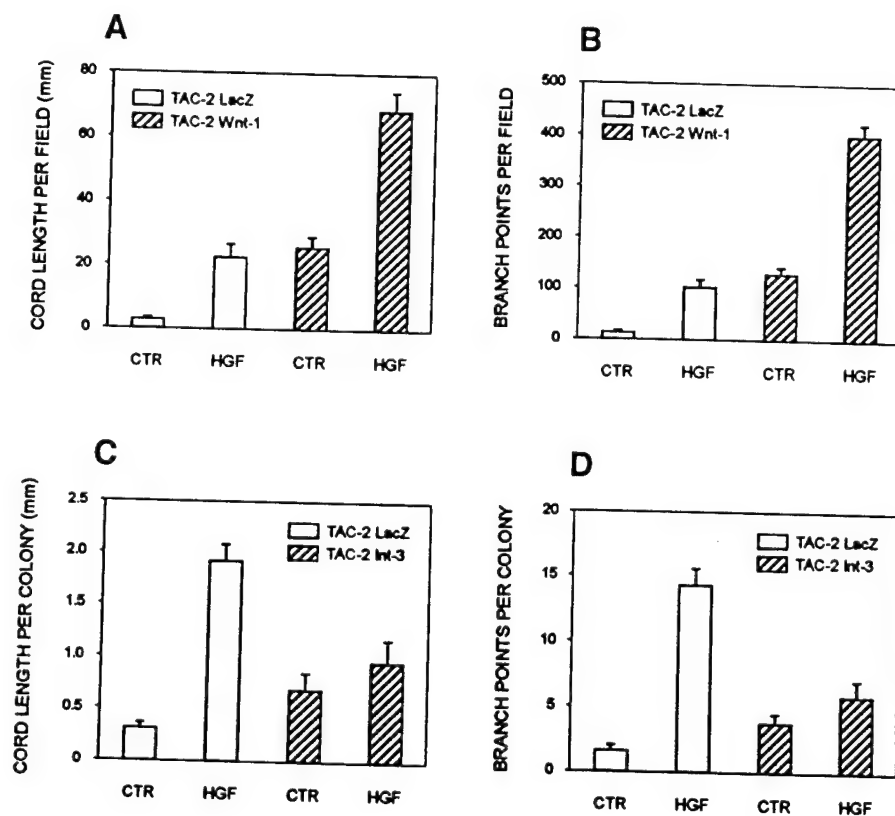 A
CORD LENGTH PER FIELD (mm)
80
60
40
20
0
TAC-2 LacZ
TAC-2 Wnt-1
CTR HGF CTR HGF
B
BRANCH POINTS PER FIELD
500
400
300
200
100
0
TAC-2 LacZ
TAC-2 Wnt-1
CTR HGF CTR HGF
C
CORD LENGTH PER COLONY (mm)
2.5
2.0
1.5
1.0
0.5
0
TAC-2 LacZ
TAC-2 Int-3
CTR HGF CTR HGF
D
BRANCH POINTS PER COLONY
20
15
10
5
0
TAC-2 LacZ
TAC-2 Int-3
CTR HGF CTR HGF